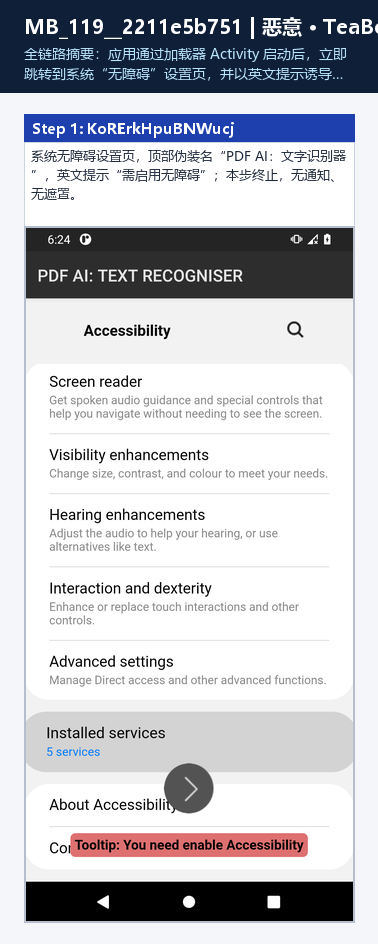 MB_119__2211e5b751 | 恶意 • TeaBo
全链路摘要：应用通过加载器 Activity 启动后，立即
跳转到系统“无障碍”设置页，并以英文提示诱导...
Step 1: KoRErkHpuBNWucj
系统无障碍设置页，顶部伪装名“PDF AI：文字识别器
”，英文提示“需启用无障碍”；本步终止，无通知、
无遮罩。
6:24
PDF AI: TEXT RECOGNISER
Accessibility
Screen reader
Get spoken audio guidance and special controls that
help you navigate without needing to see the screen.
Visibility enhancements
Change size, contrast, and colour to meet your needs.
Hearing enhancements
Adjust the audio to help your hearing, or use
alternatives like text.
Interaction and dexterity
Enhance or replace touch interactions and other
controls.
Advanced settings
Manage Direct access and other advanced functions.
Installed services
5 services
About Accessibility
Tooltip: You need enable Accessibility